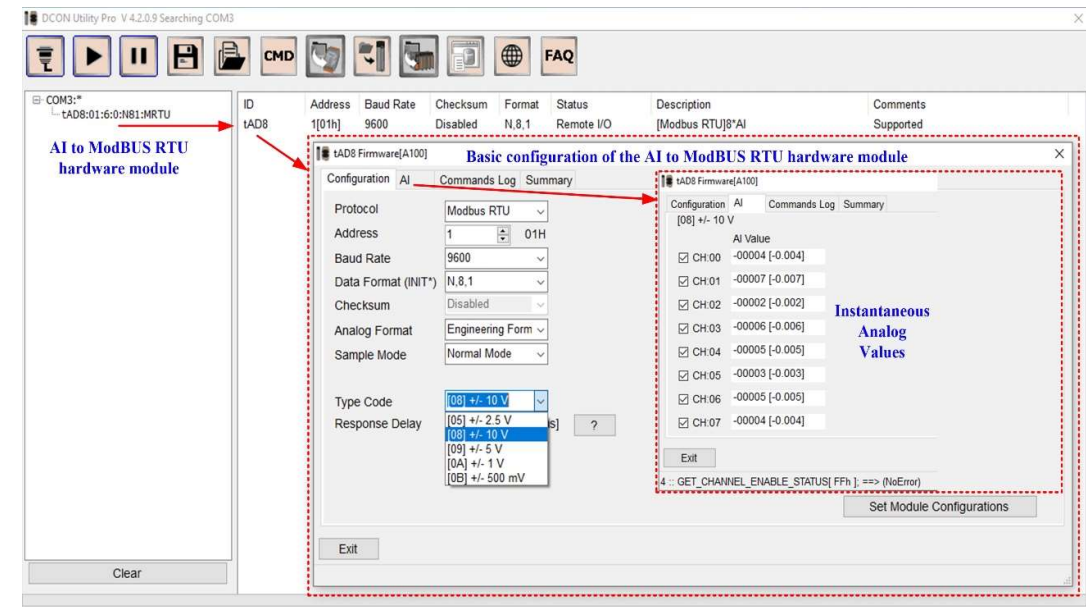 DCON Utility Pro V 4.2.0.9 Searching COM3
CMD
FAQ
COM3:*
tAD8:01:6:0:N81:MRTU
AI to ModBUS RTU
hardware module
Clear
ID Address Baud Rate Checksum Format Status Description Comments
tAD8 1[01h] 9600 Disabled N,8,1 Remote I/O [Modbus RTU]8*AI Supported
tAD8 Firmware[A100]
Basic configuration of the AI to ModBUS RTU hardware module
Configuration AI Commands Log Summary
Protocol Modbus RTU
Address 1 01H
Baud Rate 9600
Data Format (INIT*) N,8,1
Checksum Disabled
Analog Format Engineering Form
Sample Mode Normal Mode
Type Code [08] +/- 10 V
[05] +/- 2.5 V
[08] +/- 10 V
[09] +/- 5 V
[0A] +/- 1 V
[0B] +/- 500 mV
Response Delay ?
tAD8 Firmware[A100]
Configuration AI Commands Log Summary
[08] +/- 10 V
AI Value
CH:00 -00004 [-0.004]
CH:01 -00007 [-0.007]
CH:02 -00002 [-0.002]
CH:03 -00006 [-0.006]
CH:04 -00005 [-0.005]
CH:05 -00003 [-0.003]
CH:06 -00005 [-0.005]
CH:07 -00004 [-0.004]
Instantaneous
Analog
Values
Exit
4 :: GET_CHANNEL_ENABLE_STATUS[ FFh ]; ==> (NoError)
Set Module Configurations
Exit